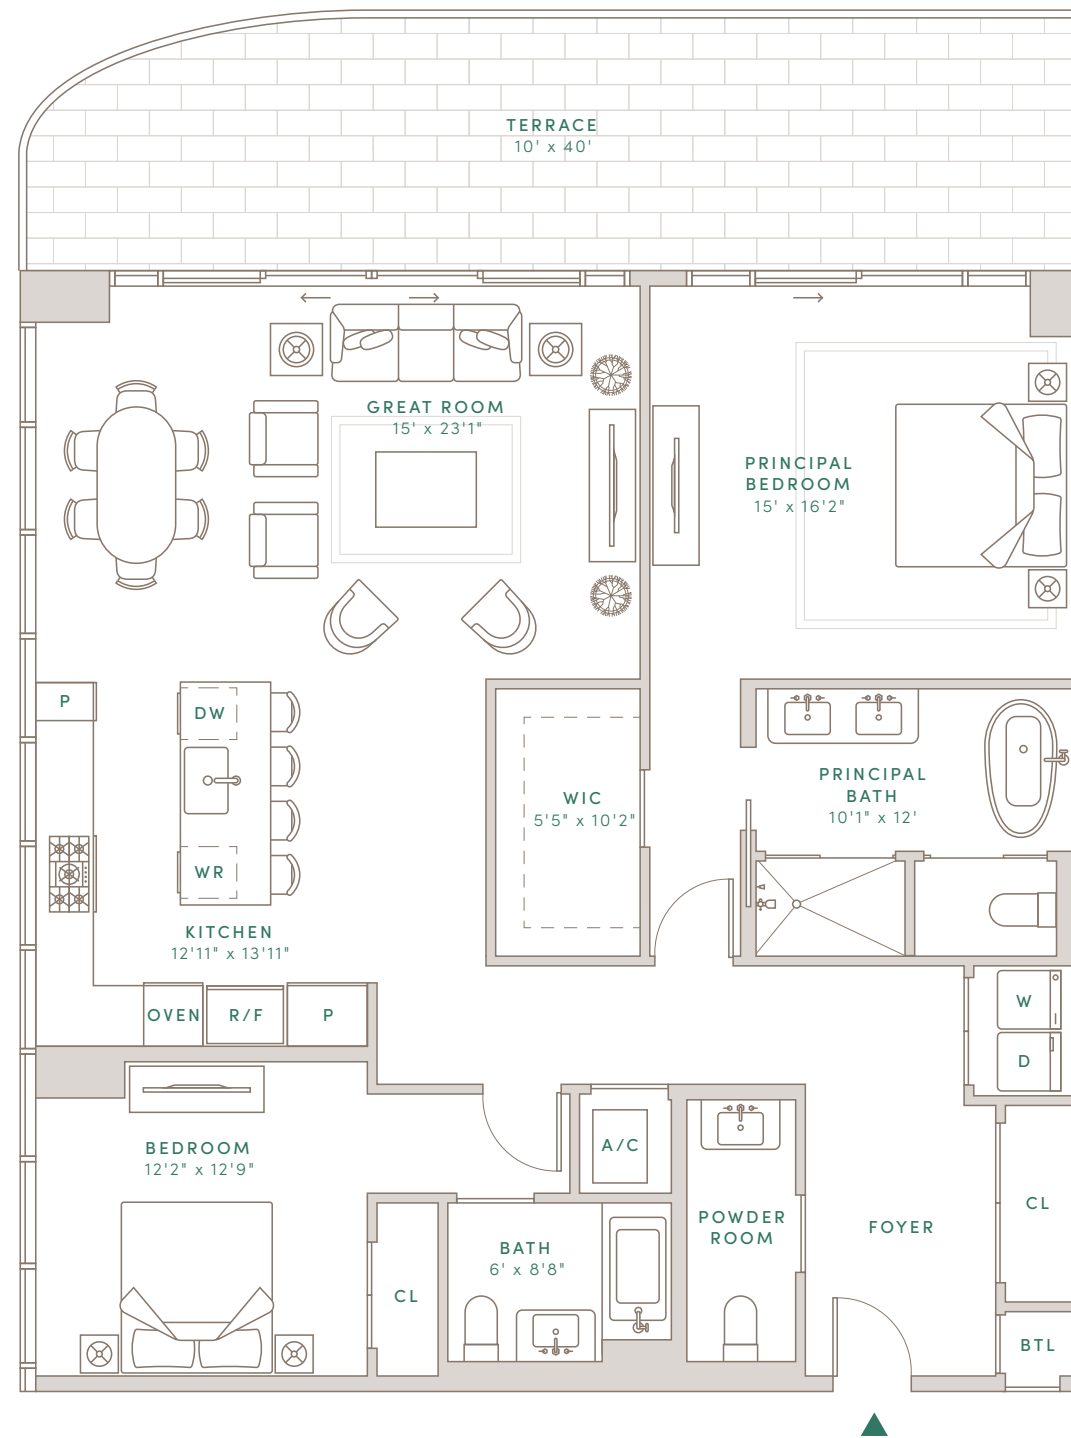 TERRACE
10' x 40'
GREAT ROOM
15' x 23'1"
PRINCIPAL
BEDROOM
15' x 16'2"
P
DW
PRINCIPAL
BATH
10'1" x 12'
WIC
5'5" x 10'2"
WR
KITCHEN
12'11" x 13'11"
OVEN
R/F
P
W
D
BEDROOM
12'2" x 12'9"
A/C
POWDER
ROOM
FOYER
CL
BATH
6' x 8'8"
CL
BTL